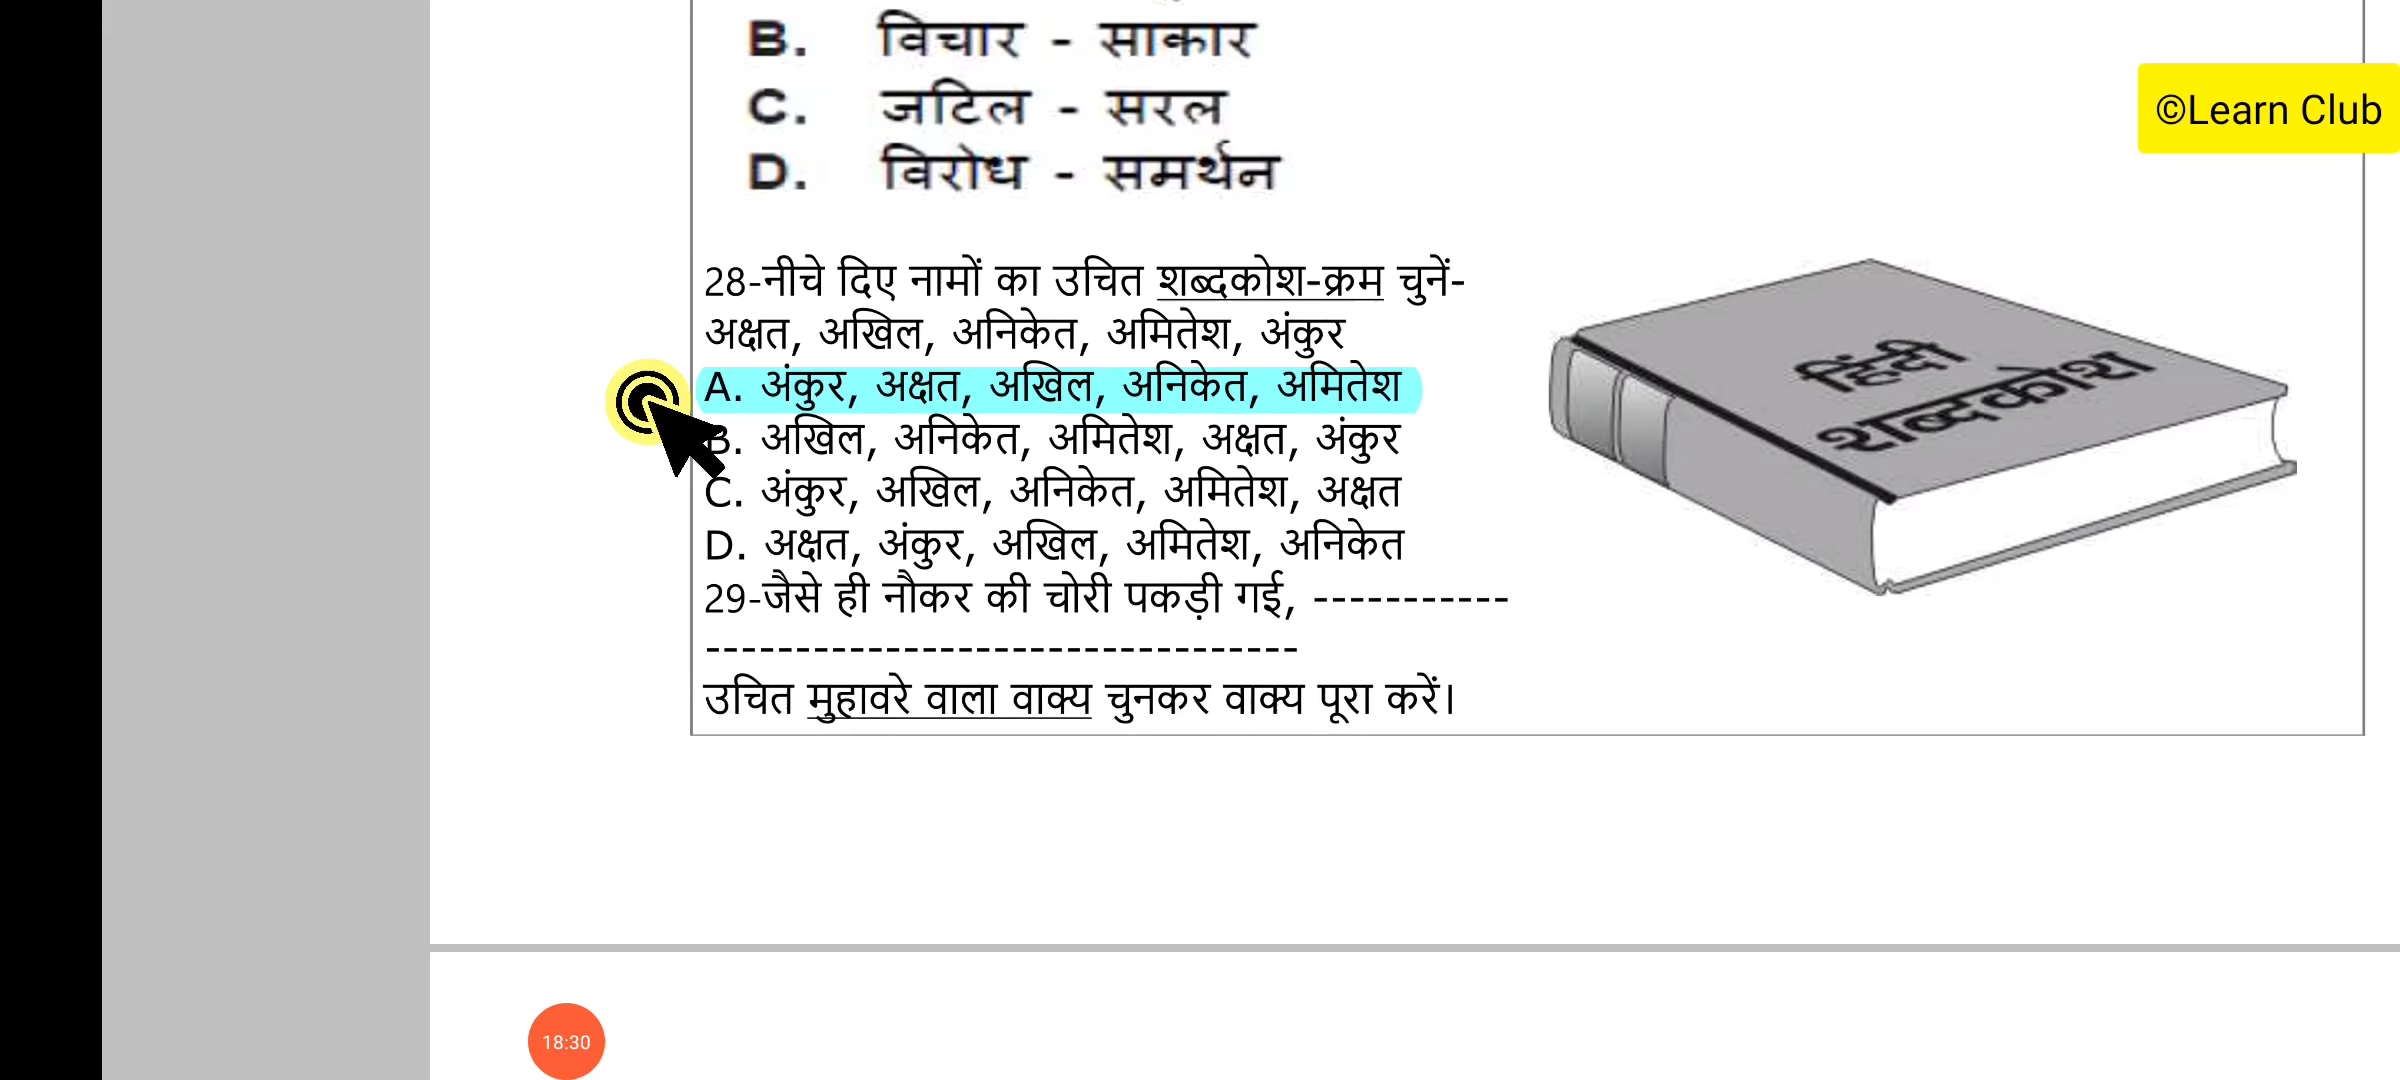 B. विचार - साकार
C. जटिल - सरल
©Learn Club
D. विरोध - समर्थन
28-नीचे दिए नामों का उचित शब्दकोश-क्रम चुनें-
अक्षत, अखिल, अनिकेत, अमितेश, अंकुर
A. अंकुर, अक्षत, अखिल, अनिकेत, अमितेश
B. अखिल, अनिकेत, अमितेश, अक्षत, अंकुर
C. अंकुर, अखिल, अनिकेत, अमितेश, अक्षत
D. अक्षत, अंकुर, अखिल, अमितेश, अनिकेत
हिंदी
शब्दकोश
29-जैसे ही नौकर की चोरी पकड़ी गई, -----------
---------------------------------
उचित मुहावरे वाला वाक्य चुनकर वाक्य पूरा करें।
18:30